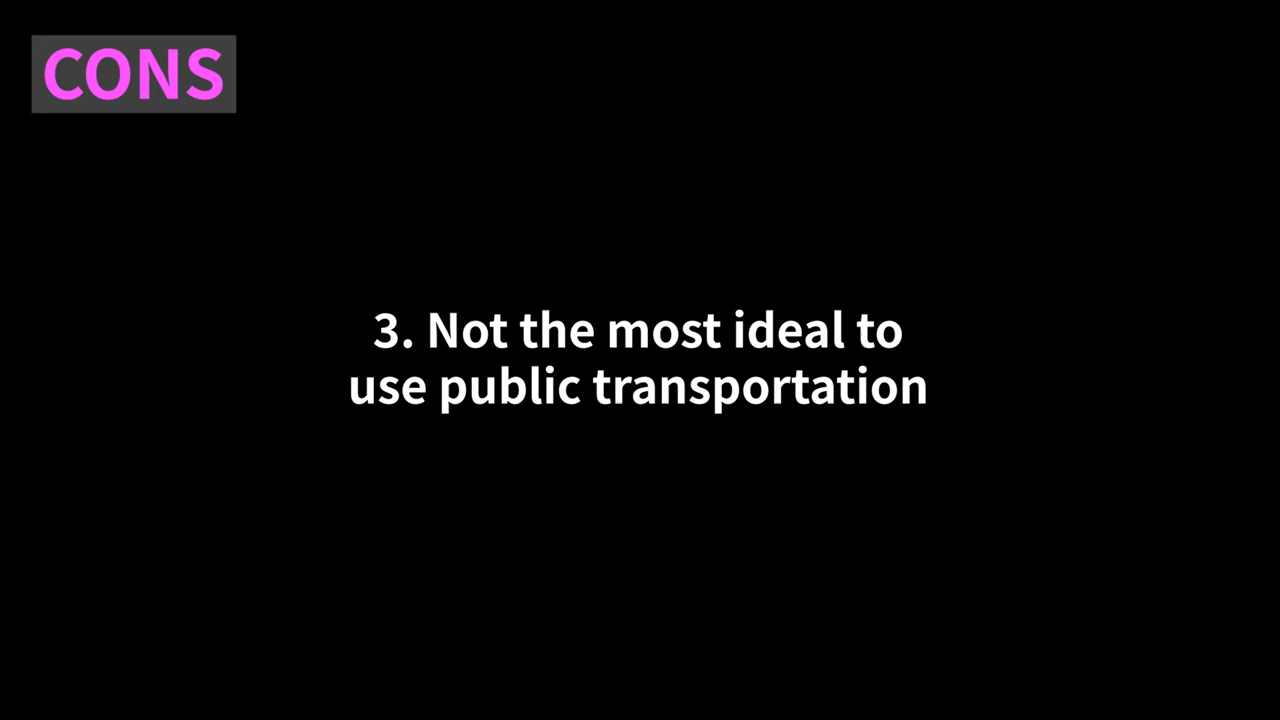 CONS
3. Not the most ideal to
use public transportation